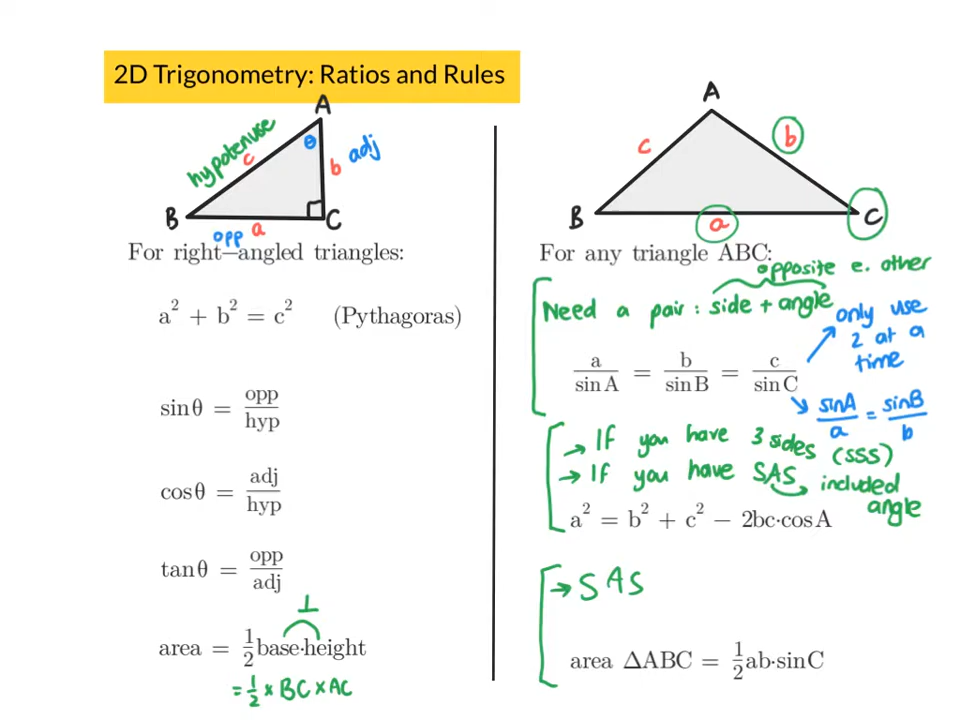 2D Trigonometry: Ratios and Rules
A
hypotenuse
c
θ
b
adj
B
C
opp a
For right-angled triangles:
a² + b² = c² (Pythagoras)
sinθ = opp/hyp
cosθ = adj/hyp
tanθ = opp/adj
⊥
area = 1/2 base·height
= 1/2 × BC × AC
A
c
b
B
a
C
For any triangle ABC:
opposite e. other
Need a pair: side + angle
only use
2 at a
time
a/sinA = b/sinB = c/sinC
sinA/a = sinB/b
→ If you have 3 sides (SSS)
→ If you have SAS
included
angle
a² = b² + c² − 2bc·cosA
→ SAS
area ΔABC = 1/2 ab·sinC